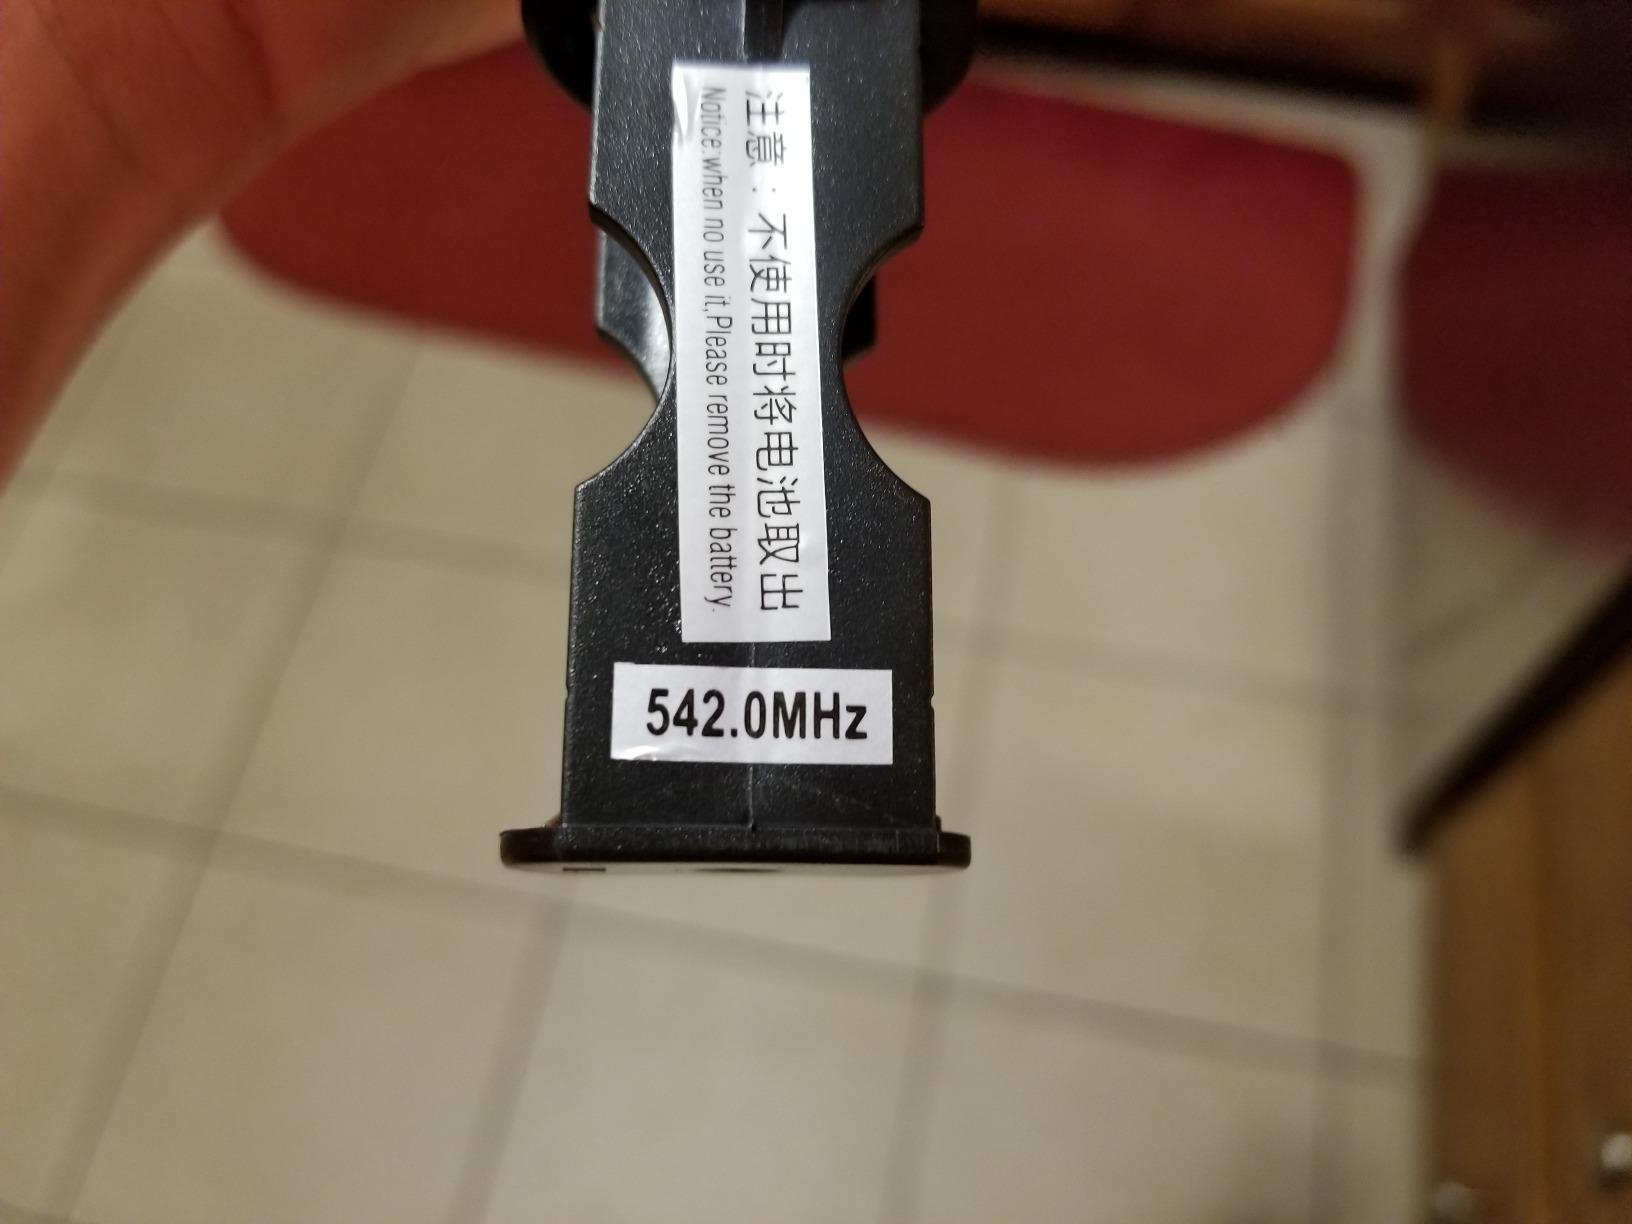 注意：不使用时将电池取出
Notice:when no use it,Please remove the battery.
542.0MHz